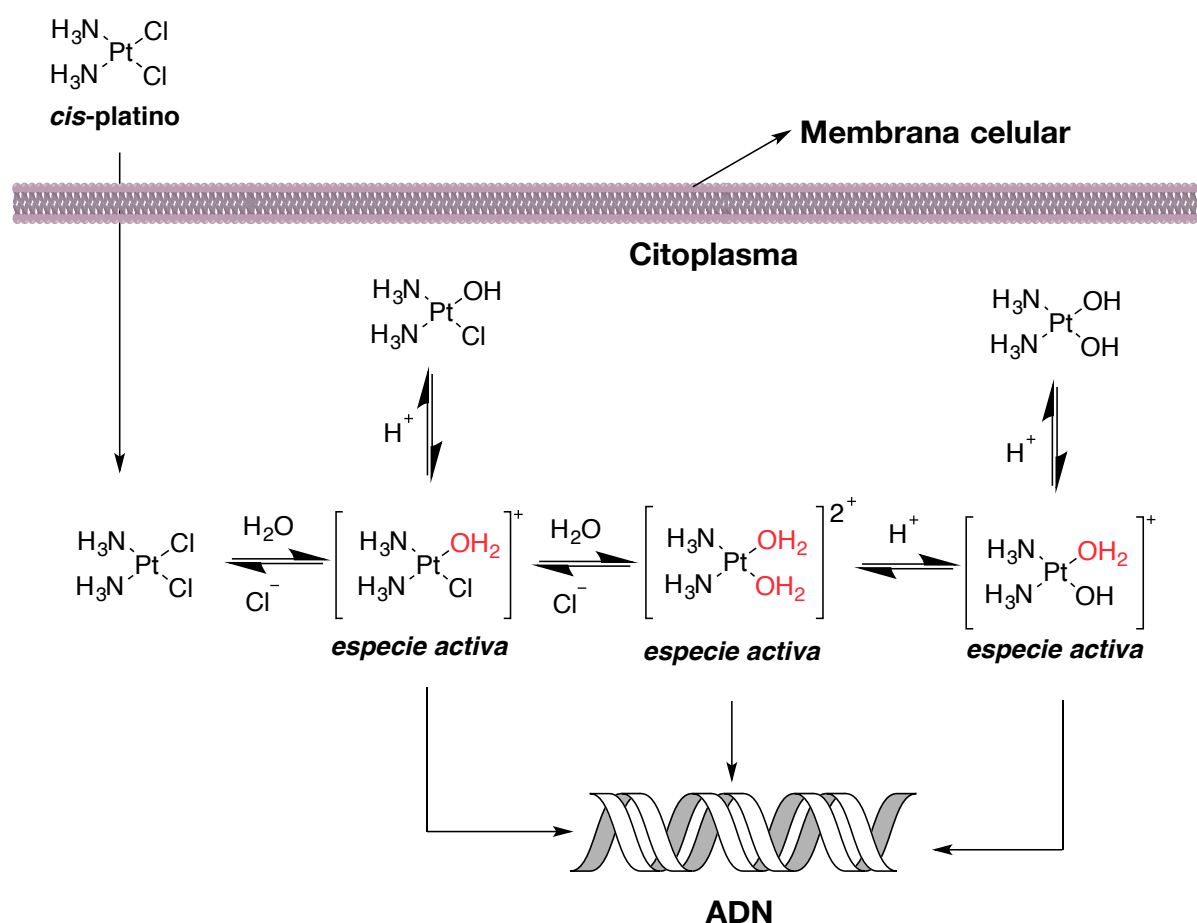 H₃N Cl
Pt
H₃N Cl
cis-platino
Membrana celular
Citoplasma
H₃N OH
Pt
H₃N Cl
H₃N OH
Pt
H₃N OH
H⁺
H⁺
H₃N Cl
Pt
H₃N Cl
H₂O
Cl⁻
[H₃N OH₂
Pt
H₃N Cl]⁺
especie activa
H₂O
Cl⁻
[H₃N OH₂
Pt
H₃N OH₂]2⁺
especie activa
H⁺
[H₃N OH₂
Pt
H₃N OH]⁺
especie activa
ADN